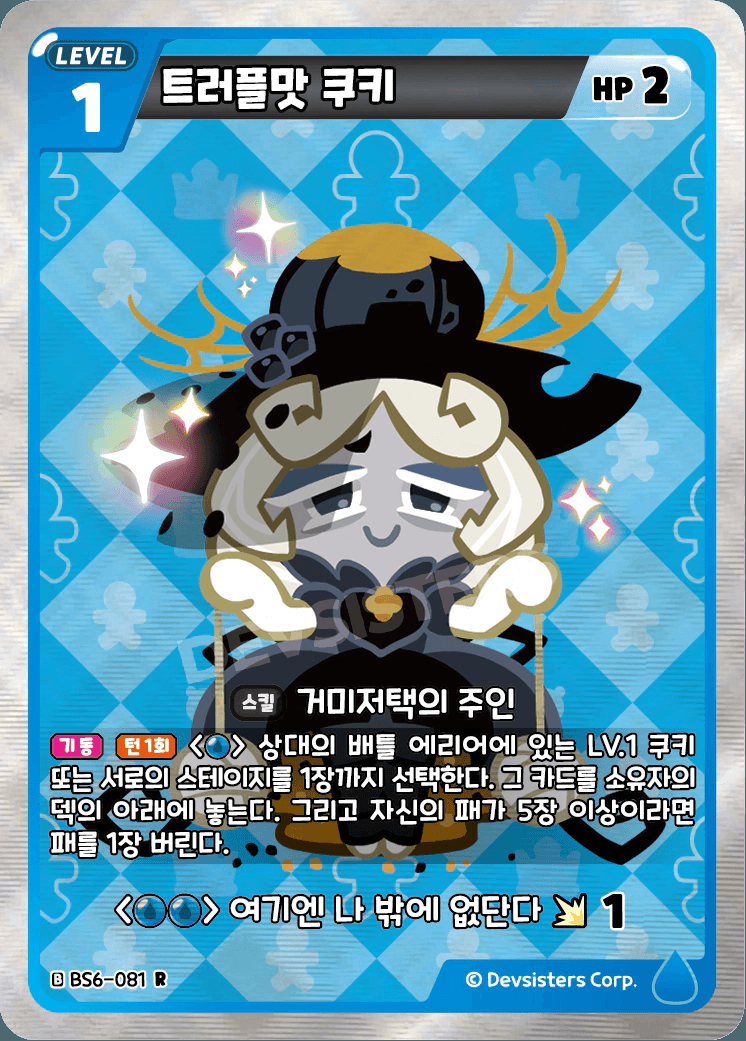 LEVEL
1
트러플맛 쿠키
HP 2
DEVSISTERS
스킬 거미저택의 주인
기동 턴1회 < > 상대의 배틀 에리어에 있는 LV.1 쿠키
또는 서로의 스테이지를 1장까지 선택한다. 그 카드를 소유자의
덱의 아래에 놓는다. 그리고 자신의 패가 5장 이상이라면
패를 1장 버린다.
< > 여기엔 나 밖에 없단다 1
B BS6-081 R
© Devsisters Corp.